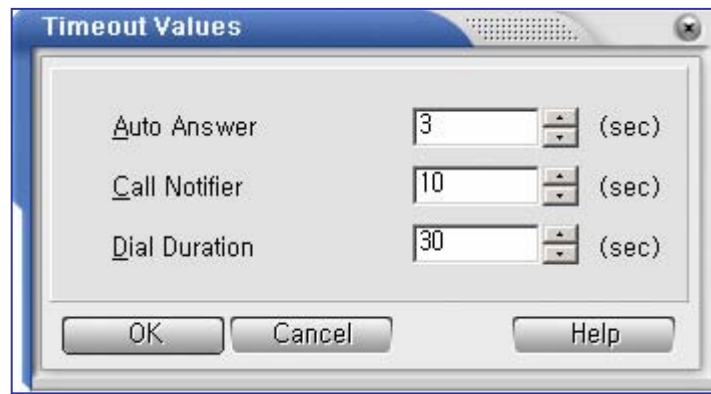 Timeout Values
Auto Answer 3 (sec)
Call Notifier 10 (sec)
Dial Duration 30 (sec)
OK Cancel Help